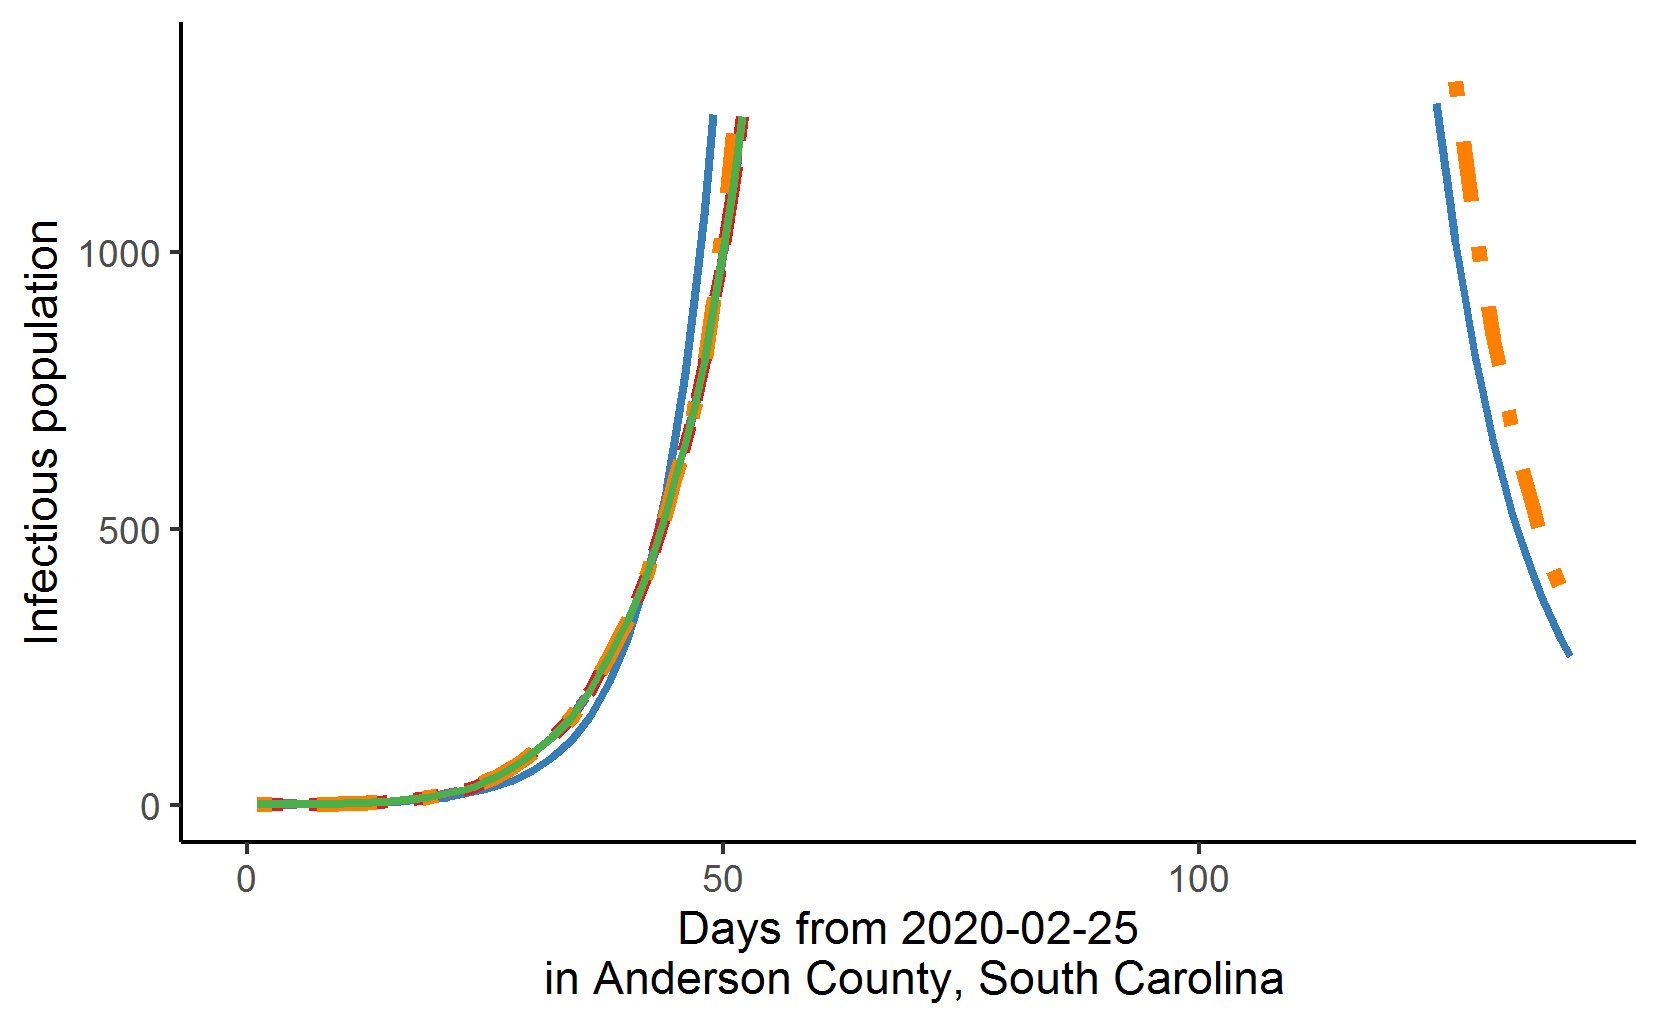 Infectious population
1000
500
0
0 50 100
Days from 2020-02-25
in Anderson County, South Carolina